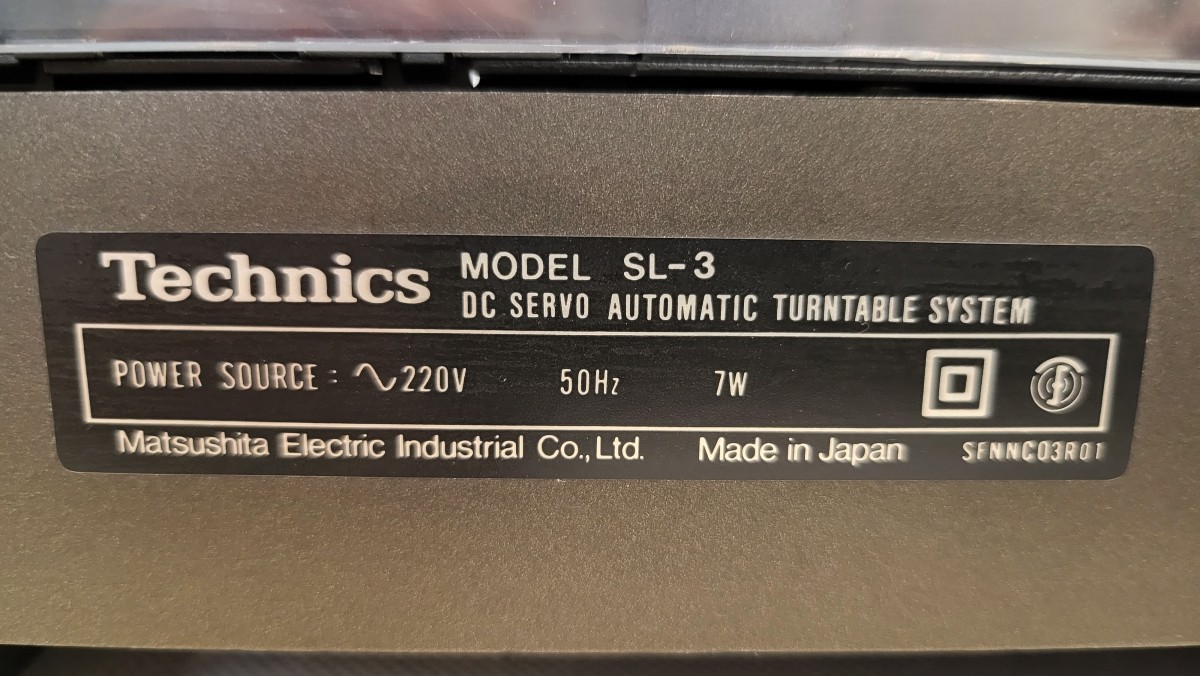 Technics MODEL SL-3
DC SERVO AUTOMATIC TURNTABLE SYSTEM
POWER SOURCE : ∿220V 50Hz 7W
Matsushita Electric Industrial Co., Ltd. Made in Japan SFNNC03R01